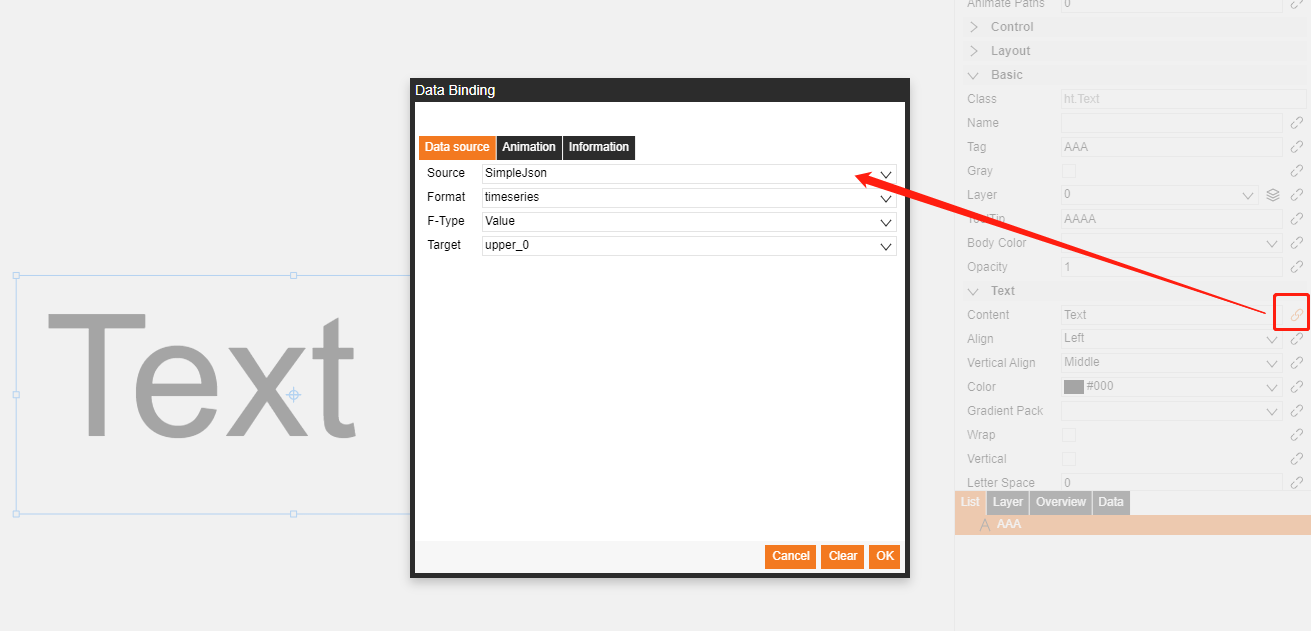 Animate Paths 0
Control
Layout
Basic
Class ht.Text
Name
Tag AAA
Gray
Layer 0
AAAA
Body Color
Opacity 1
Text
Content Text
Align Left
Vertical Align Middle
Color #000
Gradient Pack
Wrap
Vertical
Letter Space 0
List Layer Overview Data
A AAA
Data Binding
Data source Animation Information
Source SimpleJson
Format timeseries
F-Type Value
Target upper_0
Cancel Clear OK
Text